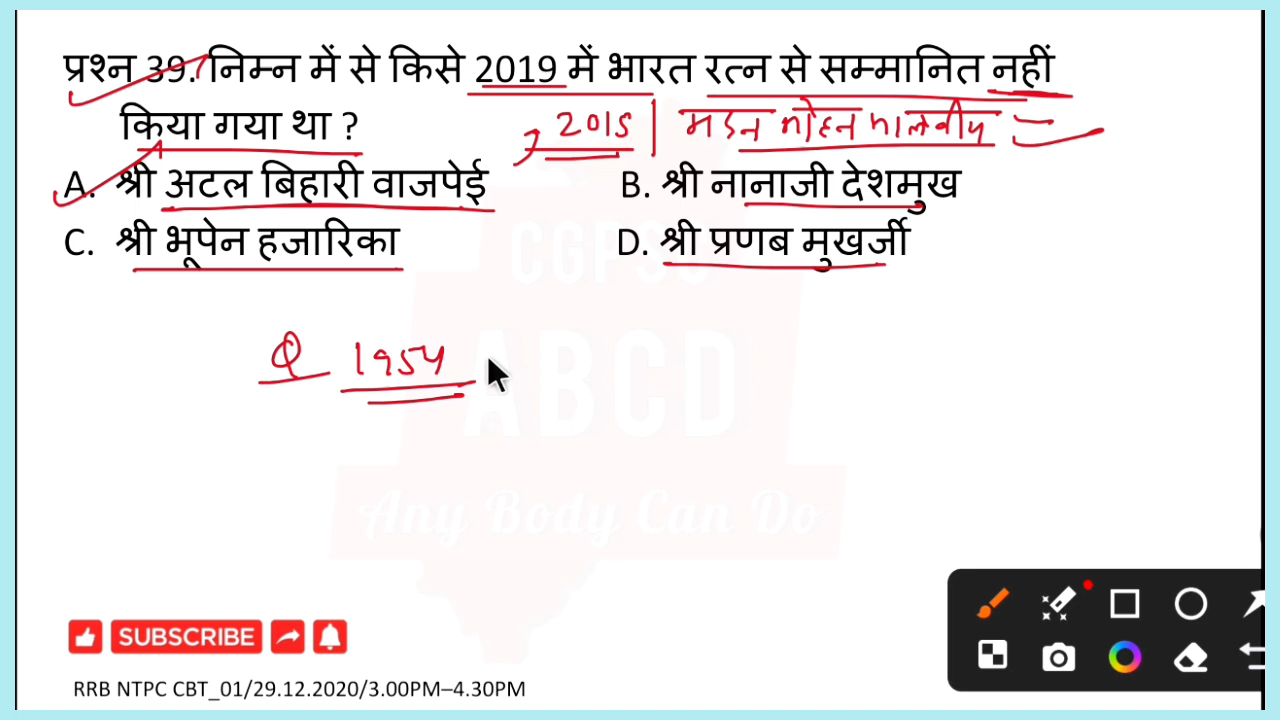 प्रश्न 39. निम्न में से किसे 2019 में भारत रत्न से सम्मानित नहीं
किया गया था ? 2015 मदन मोहन मालवीय
A. श्री अटल बिहारी वाजपेई B. श्री नानाजी देशमुख
C. श्री भूपेन हजारिका D. श्री प्रणब मुखर्जी
CGPSC
Q 1954
ABCD
Any Body Can Do
SUBSCRIBE
RRB NTPC CBT_01/29.12.2020/3.00PM–4.30PM